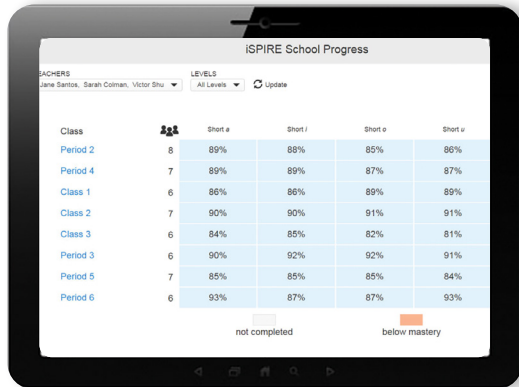 iSPIRE School Progress
EACHERS LEVELS
Jane Santos, Sarah Colman, Victor Shu All Levels Update
Class Short a Short i Short o Short u
Period 2 8 89% 88% 85% 86%
Period 4 7 89% 89% 87% 87%
Class 1 6 86% 86% 89% 89%
Class 2 7 90% 90% 91% 91%
Class 3 6 84% 85% 82% 81%
Period 3 6 90% 92% 92% 91%
Period 5 7 85% 85% 85% 84%
Period 6 6 93% 87% 87% 93%
not completed below mastery